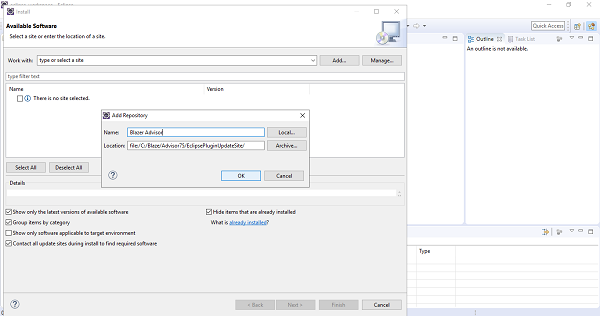 Install
Available Software
Select a site or enter the location of a site.
Work with: type or select a site
Add...
Manage...
type filter text
Name Version
There is no site selected.
Add Repository
Name: Blazer Advisor
Local...
Location: file:/C:/Blaze/Advisor75/EclipsePluginUpdateSite/
Archive...
OK Cancel
Select All Deselect All
Details
Show only the latest versions of available software
Hide items that are already installed
Group items by category
What is already installed?
Show only software applicable to target environment
Contact all update sites during install to find required software
< Back Next > Finish Cancel
Quick Access
Outline Task List
An outline is not available.
Type